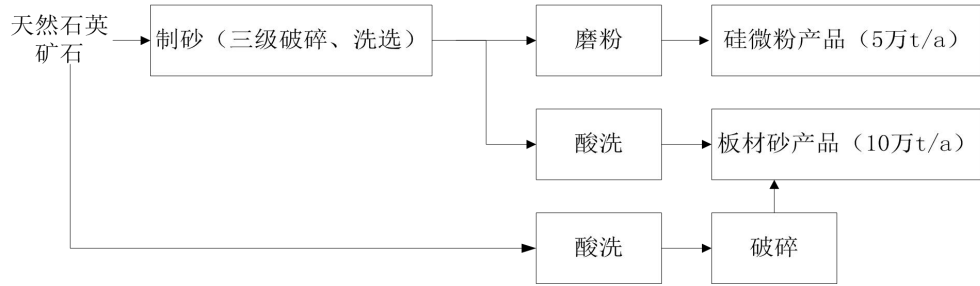 天然石英
矿石
制砂（三级破碎、洗选）
磨粉
硅微粉产品（5万t/a）
酸洗
板材砂产品（10万t/a）
酸洗
破碎